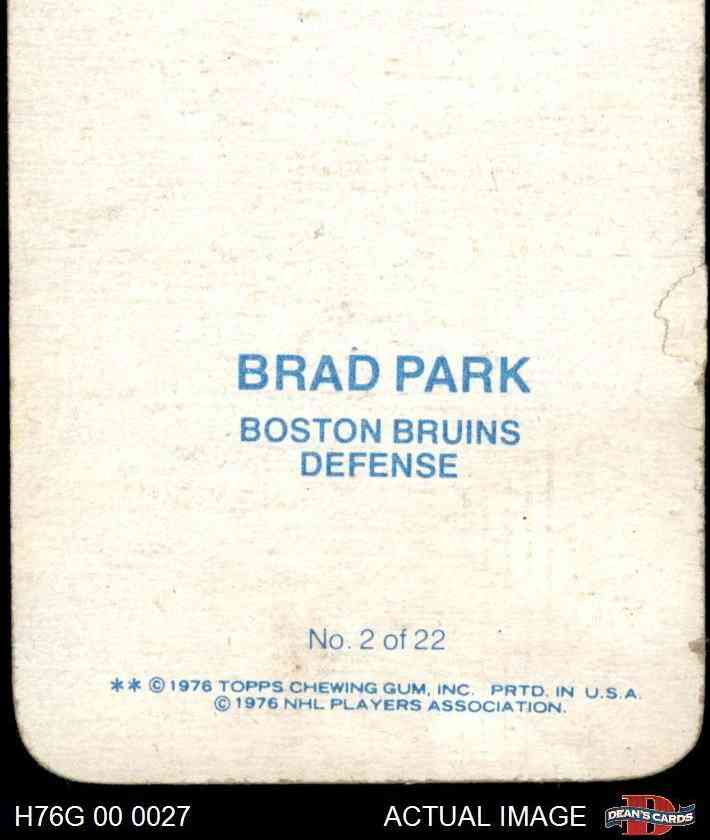 BRAD PARK
BOSTON BRUINS
DEFENSE
No. 2 of 22
** © 1976 TOPPS CHEWING GUM, INC. PRTD. IN U.S.A.
© 1976 NHL PLAYERS ASSOCIATION.
H76G 00 0027 ACTUAL IMAGE DEAN'S CARDS